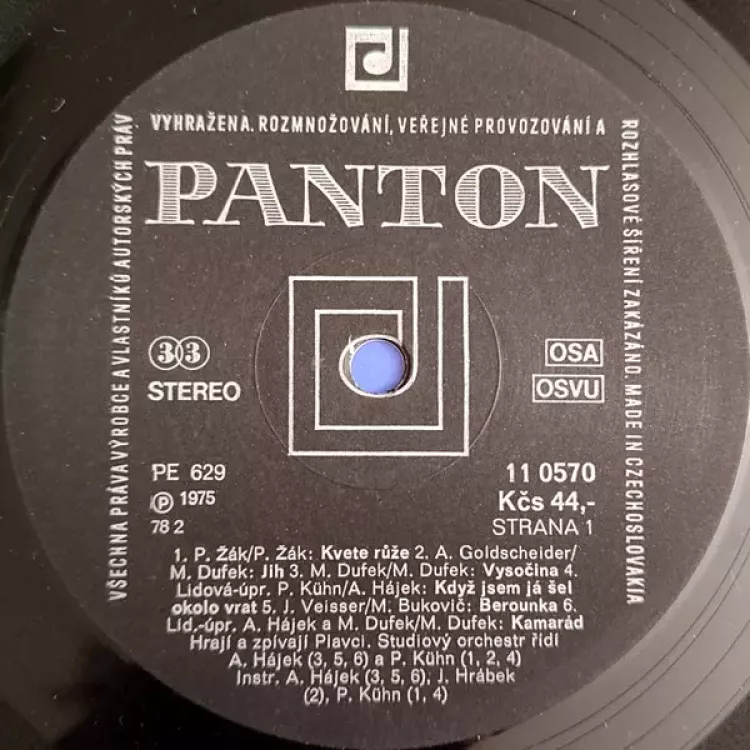 VYHRAŽENA. ROZMNOŽOVÁNÍ, VEŘEJNÉ PROVOZOVÁNÍ A
ROZHLASOVÉ ŠÍŘENÍ ZAKÁZÁNO. MADE IN CZECHOSLOVAKIA
VŠECHNA PRÁVA VÝROBCE A VLASTNÍKŮ AUTORSKÝCH PRÁV
PANTON
33
STEREO
OSA
OSVU
PE 629
℗ 1975
78 2
11 0570
Kčs 44,-
STRANA 1
1. P. Žák/P. Žák: Kvete růže 2. A. Goldscheider/
M. Dufek: Jih 3. M. Dufek/M. Dufek: Vysočina 4.
Lidová-úpr. P. Kühn/A. Hájek: Když jsem já šel
okolo vrat 5. J. Veisser/M. Bukovič: Berounka 6.
Lid.-úpr. A. Hájek a M. Dufek/M. Dufek: Kamarád
Hrají a zpívají Plavci. Studiový orchestr řídí
A. Hájek (3, 5, 6) a P. Kühn (1, 2, 4)
Instr. A. Hájek (3, 5, 6), J. Hrábek
(2), P. Kühn (1, 4)